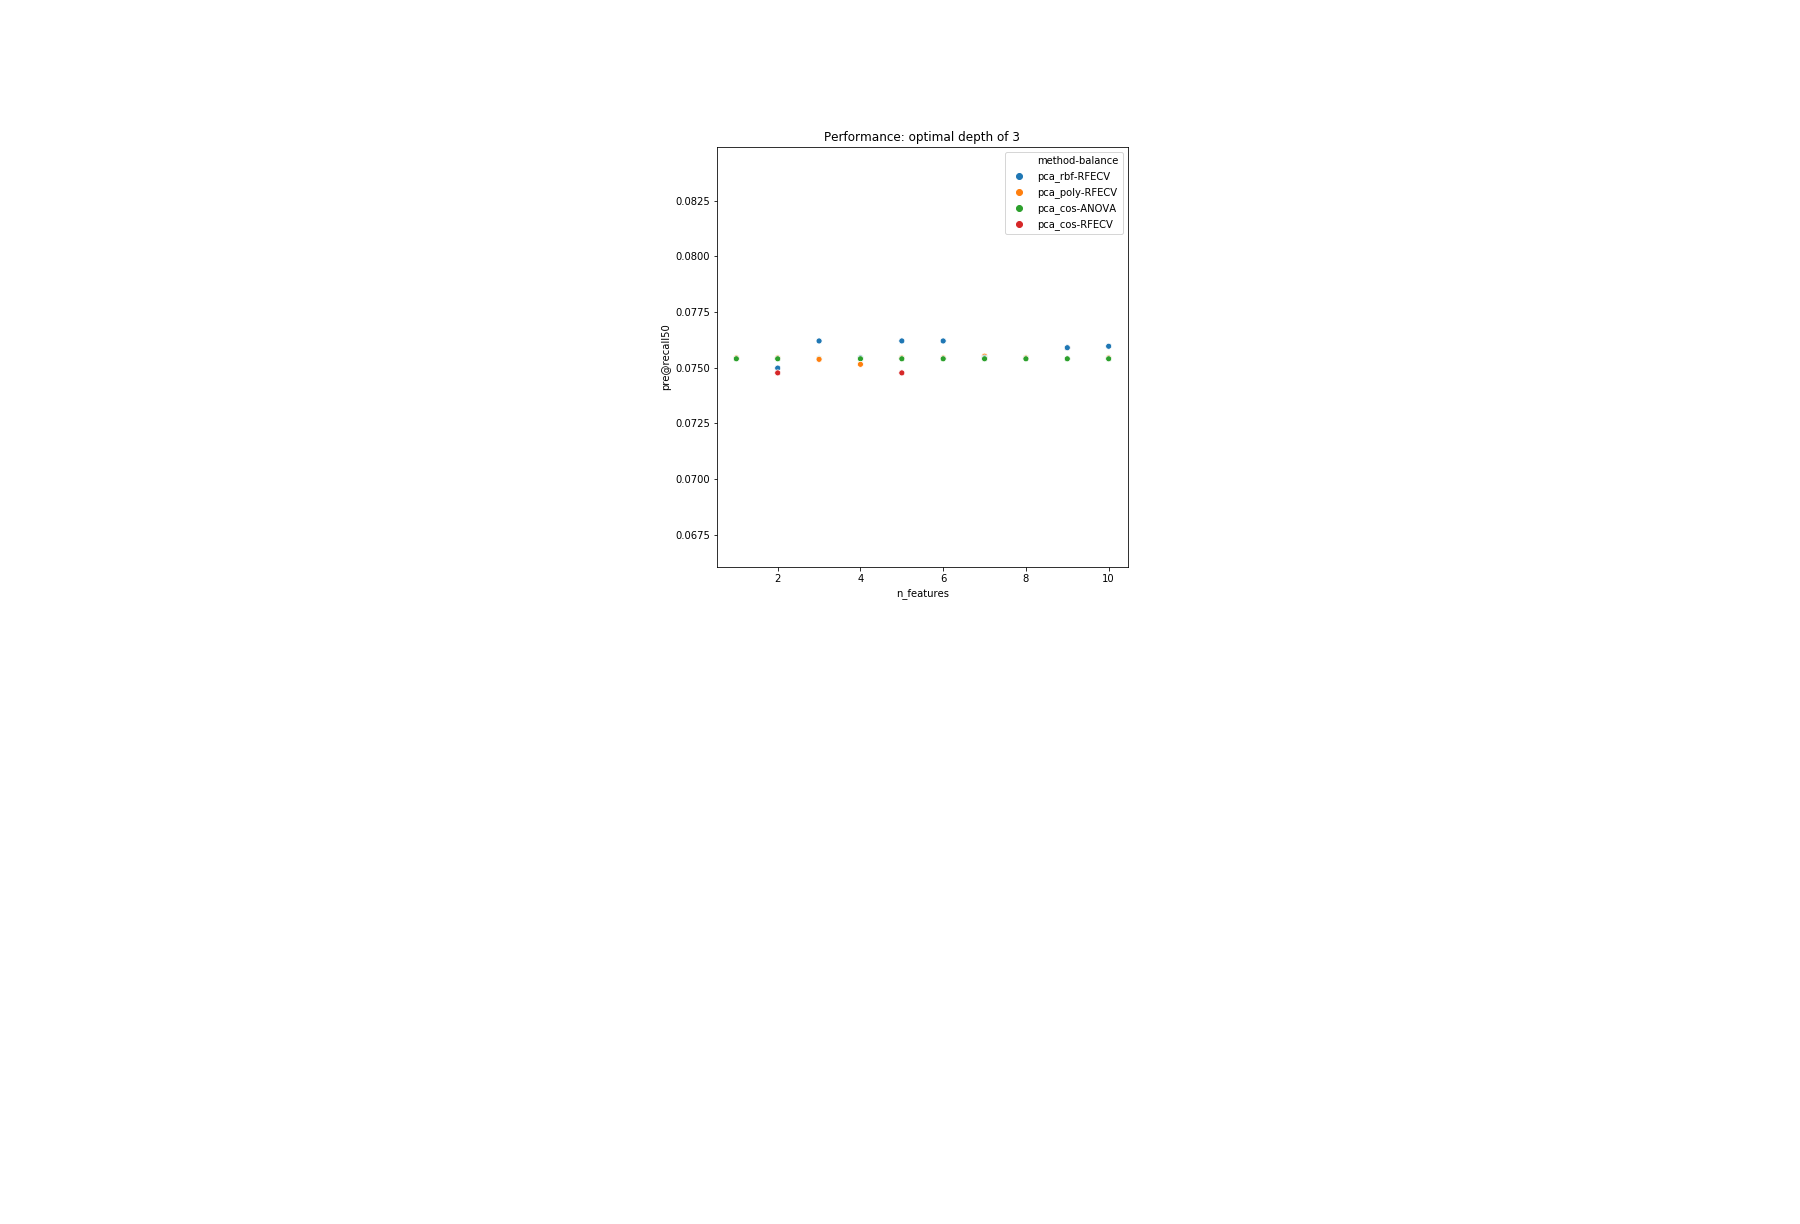 Performance: optimal depth of 3
method-balance
pca_rbf-RFECV
pca_poly-RFECV
pca_cos-ANOVA
pca_cos-RFECV
0.0825
0.0800
0.0775
0.0750
0.0725
0.0700
0.0675
pre@recall50
2 4 6 8 10
n_features